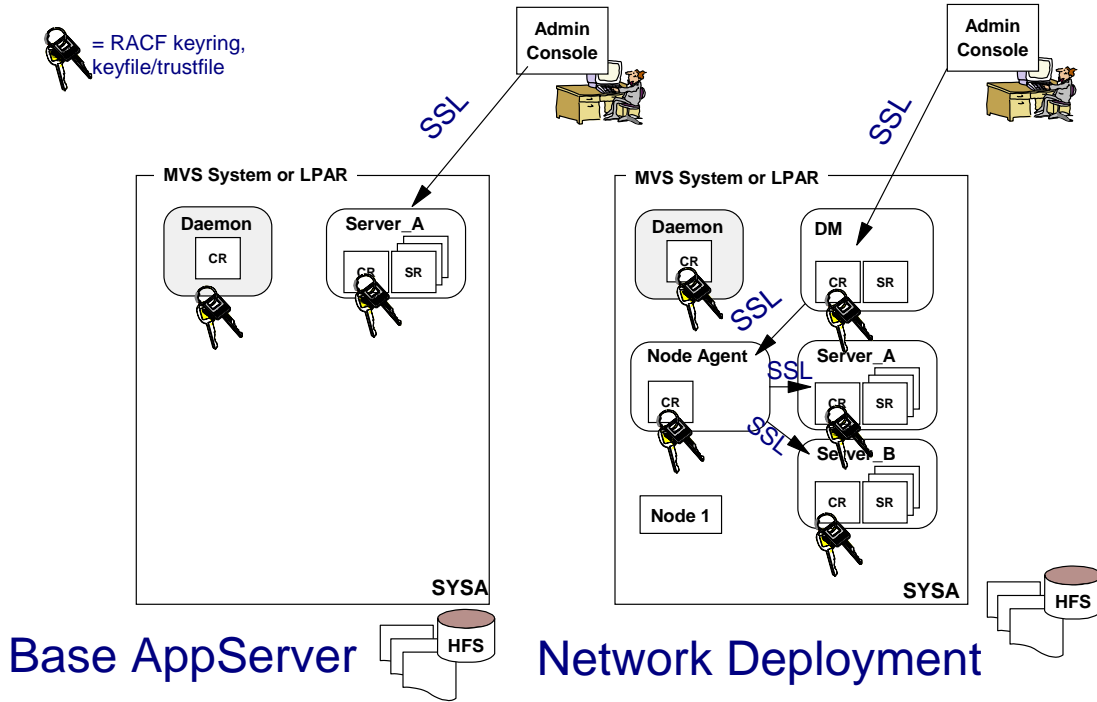 = RACF keyring,
keyfile/trustfile
Admin
Console
SSL
MVS System or LPAR
Daemon
CR
Server_A
CR
SR
SYSA
HFS
Base AppServer
Admin
Console
SSL
MVS System or LPAR
Daemon
CR
DM
CR
SR
SSL
Node Agent
CR
SSL
Server_A
CR
SR
SSL
Server_B
CR
SR
Node 1
SYSA
HFS
Network Deployment